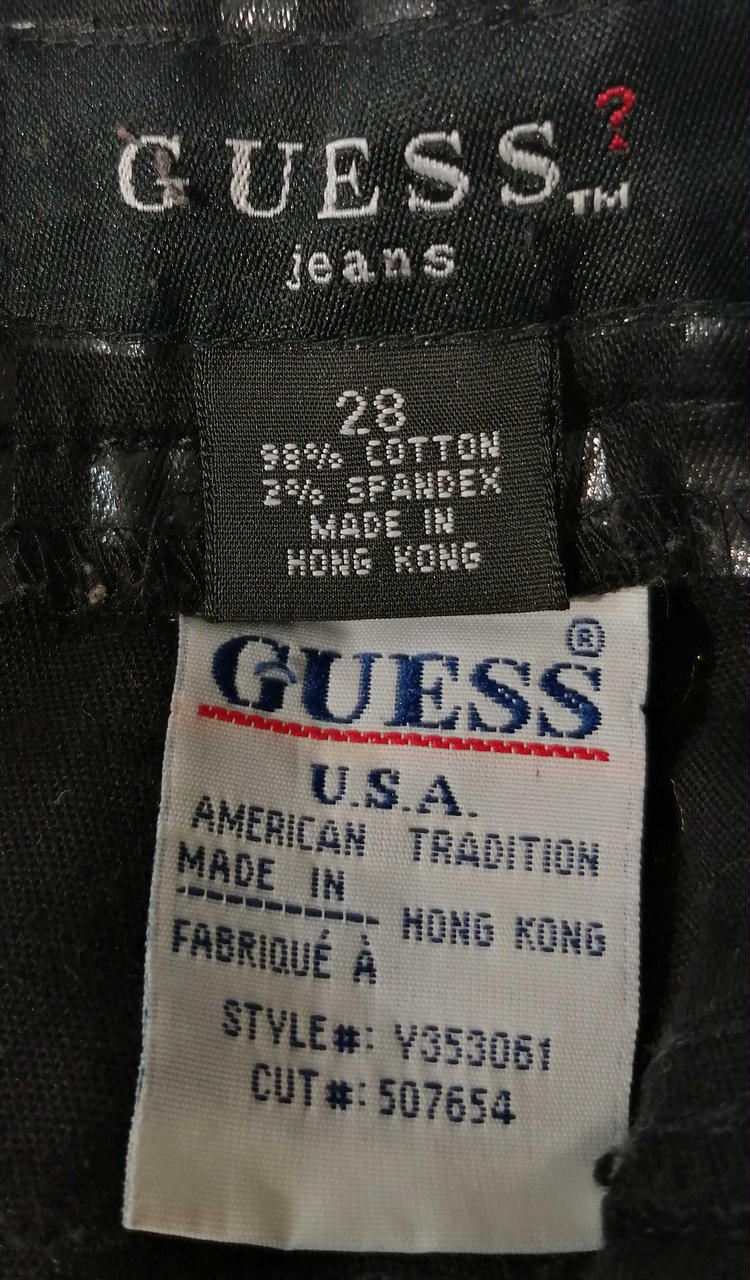 GUESS?™
jeans
28
98% COTTON
2% SPANDEX
MADE IN
HONG KONG
GUESS®
U.S.A.
AMERICAN TRADITION
MADE IN
HONG KONG
FABRIQUÉ À
STYLE#: Y353061
CUT#: 507654